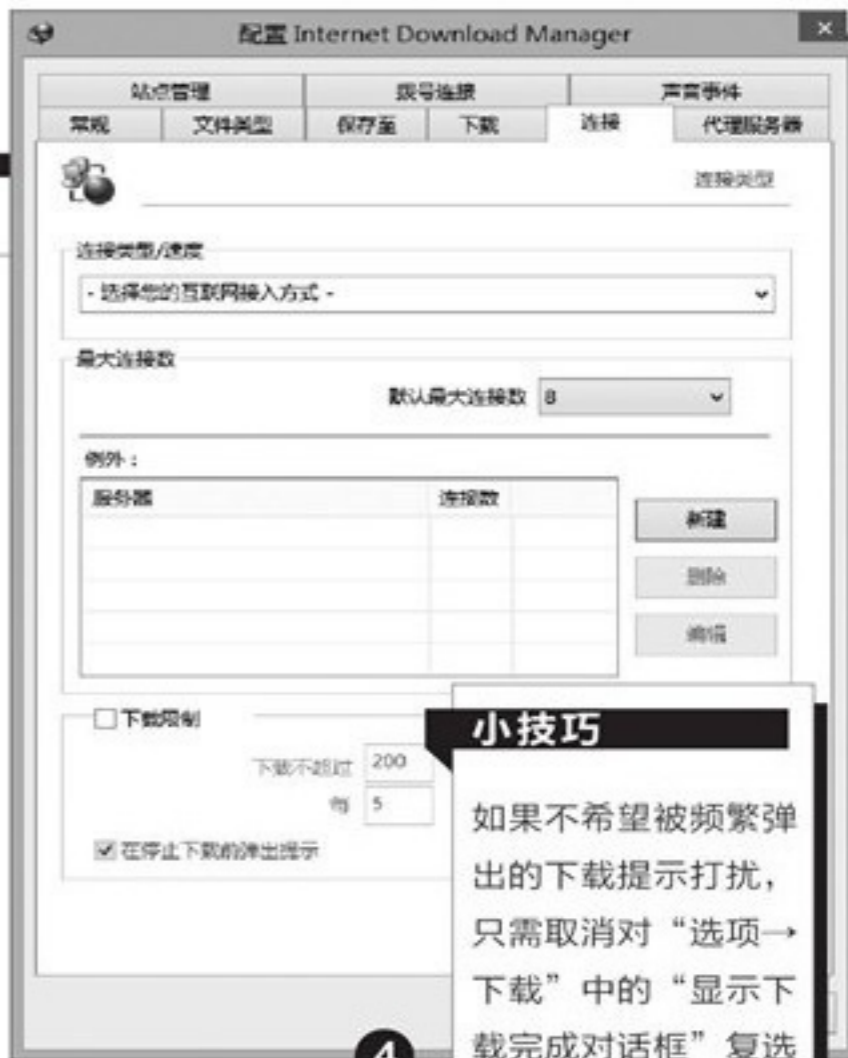 配置 Internet Download Manager
站点管理 拨号连接 声音事件
常规 文件类型 保存至 下载 连接 代理服务器
连接类型
连接类型/速度
- 选择您的互联网接入方式 -
最大连接数
默认最大连接数 8
例外：
服务器 连接数
新建
删除
编辑
下载限制
下载不超过 200
每 5
在停止下载前弹出提示
小技巧
如果不希望被频繁弹
出的下载提示打扰，
只需取消对“选项→
下载”中的“显示下
载完成对话框”复选
4